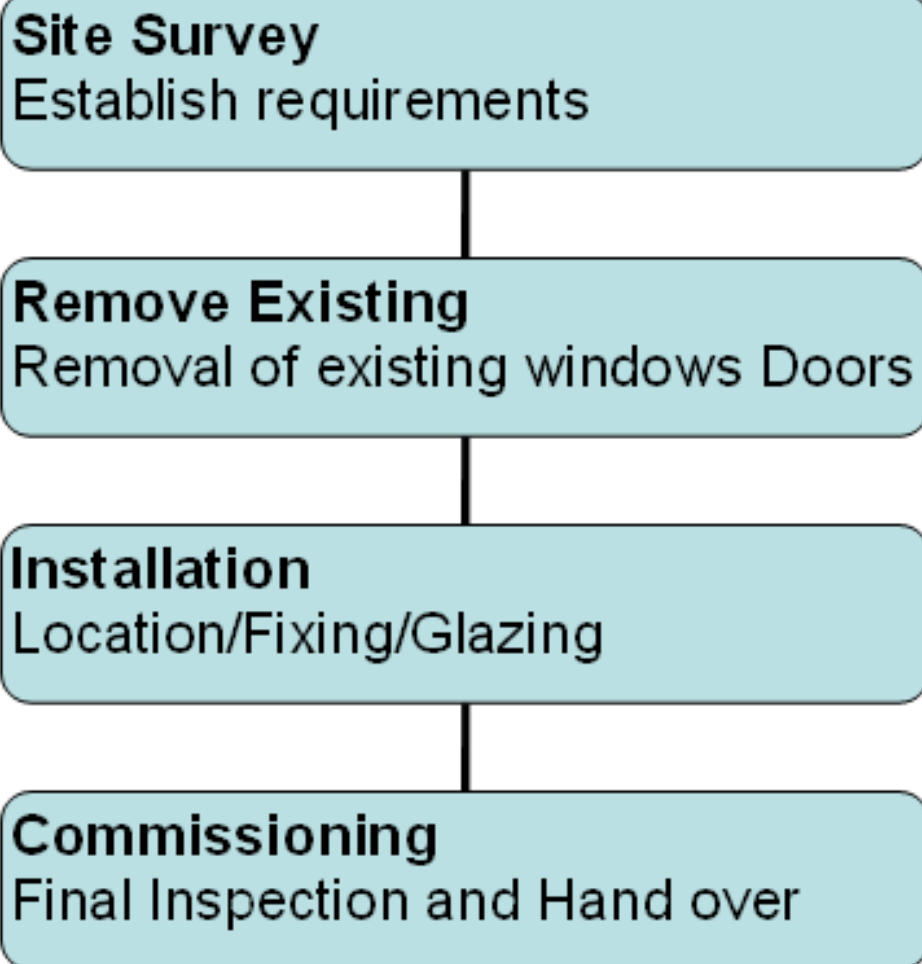 Site Survey
Establish requirements
Remove Existing
Removal of existing windows Doors
Installation
Location/Fixing/Glazing
Commissioning
Final Inspection and Hand over